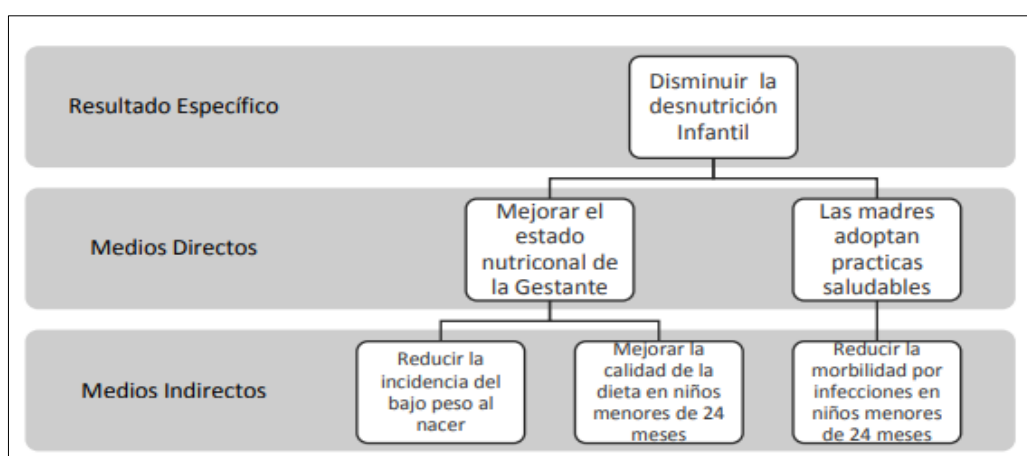 Resultado Específico
Disminuir la
desnutrición
Infantil
Medios Directos
Mejorar el
estado
nutriconal de
la Gestante
Las madres
adoptan
practicas
saludables
Medios Indirectos
Reducir la
incidencia del
bajo peso al
nacer
Mejorar la
calidad de la
dieta en niños
menores de 24
meses
Reducir la
morbilidad por
infecciones en
niños menores
de 24 meses